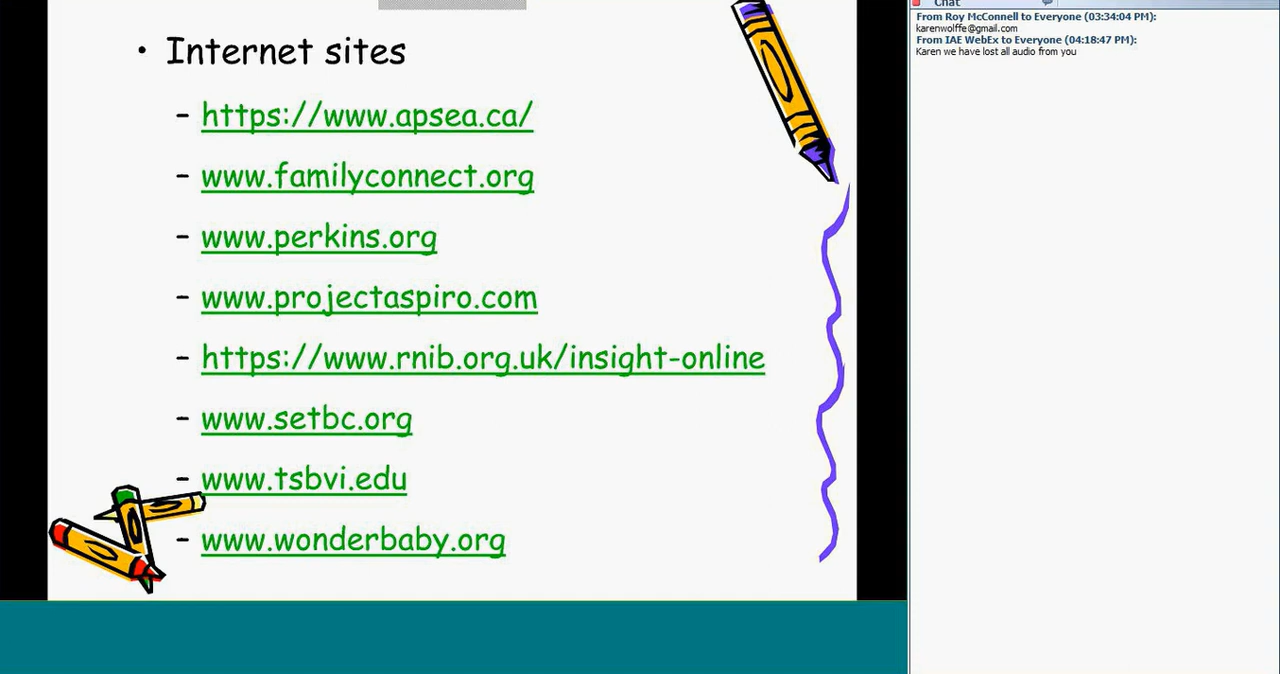 • Internet sites
– https://www.apsea.ca/
– www.familyconnect.org
– www.perkins.org
– www.projectaspiro.com
– https://www.rnib.org.uk/insight-online
– www.setbc.org
– www.tsbvi.edu
– www.wonderbaby.org
Chat
From Roy McConnell to Everyone (03:34:04 PM):
karenwolffe@gmail.com
From IAE WebEx to Everyone (04:18:47 PM):
Karen we have lost all audio from you